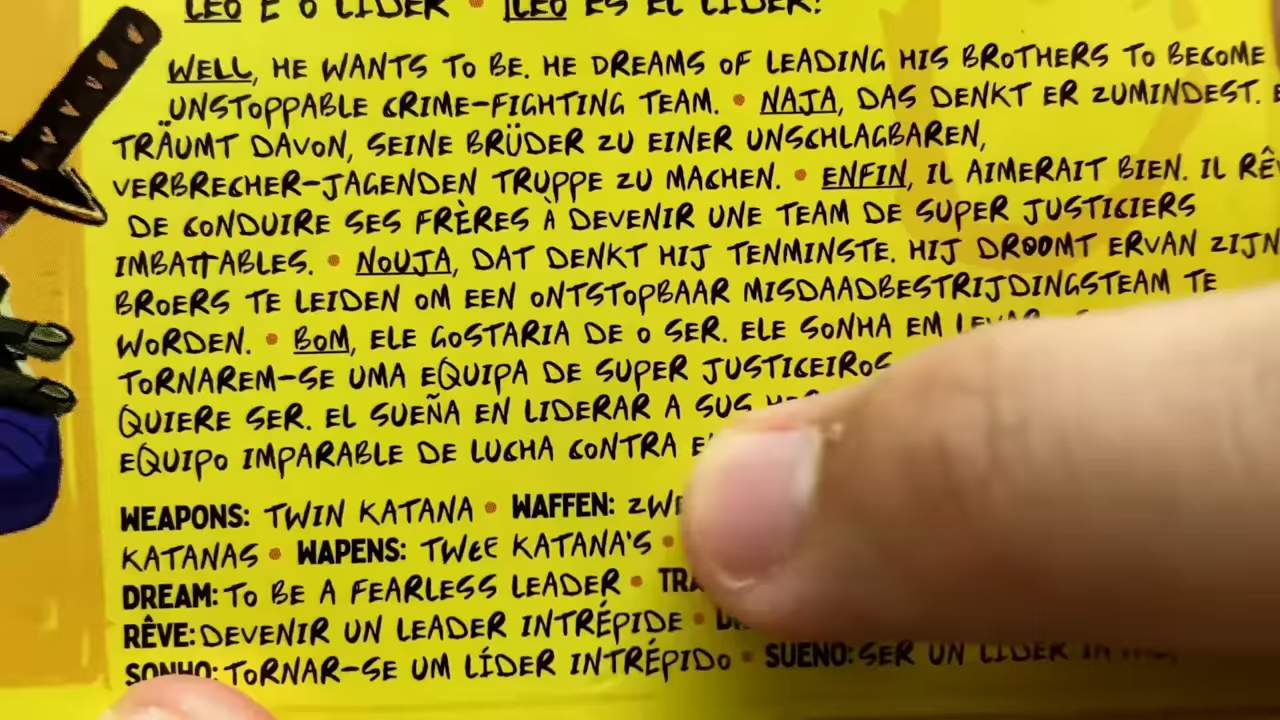 LEO É O LÍDER • ¡LEO ES EL LÍDER!
WELL, HE WANTS TO BE. HE DREAMS OF LEADING HIS BROTHERS TO BECOME
UNSTOPPABLE CRIME-FIGHTING TEAM. • NAJA, DAS DENKT ER ZUMINDEST.
TRÄUMT DAVON, SEINE BRÜDER ZU EINER UNSCHLAGBAREN,
VERBRECHER-JAGENDEN TRUPPE ZU MACHEN. • ENFIN, IL AIMERAIT BIEN. IL
DE CONDUIRE SES FRÈRES À DEVENIR UNE TEAM DE SUPER JUSTICIERS
IMBATTABLES. • NOUJA, DAT DENKT HIJ TENMINSTE. HIJ DROOMT ERVAN ZIJN
BROERS TE LEIDEN OM EEN ONTSTOPBAAR MISDAADBESTRIJDINGSTEAM TE
WORDEN. • BOM, ELE GOSTARIA DE O SER. ELE SONHA EM
TORNAREM-SE UMA EQUIPA DE SUPER JUSTICEIROS
QUIERE SER. EL SUEÑA EN LIDERAR A SUS
EQUIPO IMPARABLE DE LUCHA CONTRA
WEAPONS: TWIN KATANA • WAFFEN:
KATANAS • WAPENS: TWEE KATANA'S •
DREAM: TO BE A FEARLESS LEADER •
RÊVE: DEVENIR UN LEADER INTRÉPIDE •
SONHO: TORNAR-SE UM LÍDER INTRÉPIDO • SUENO: SER UN LIDER